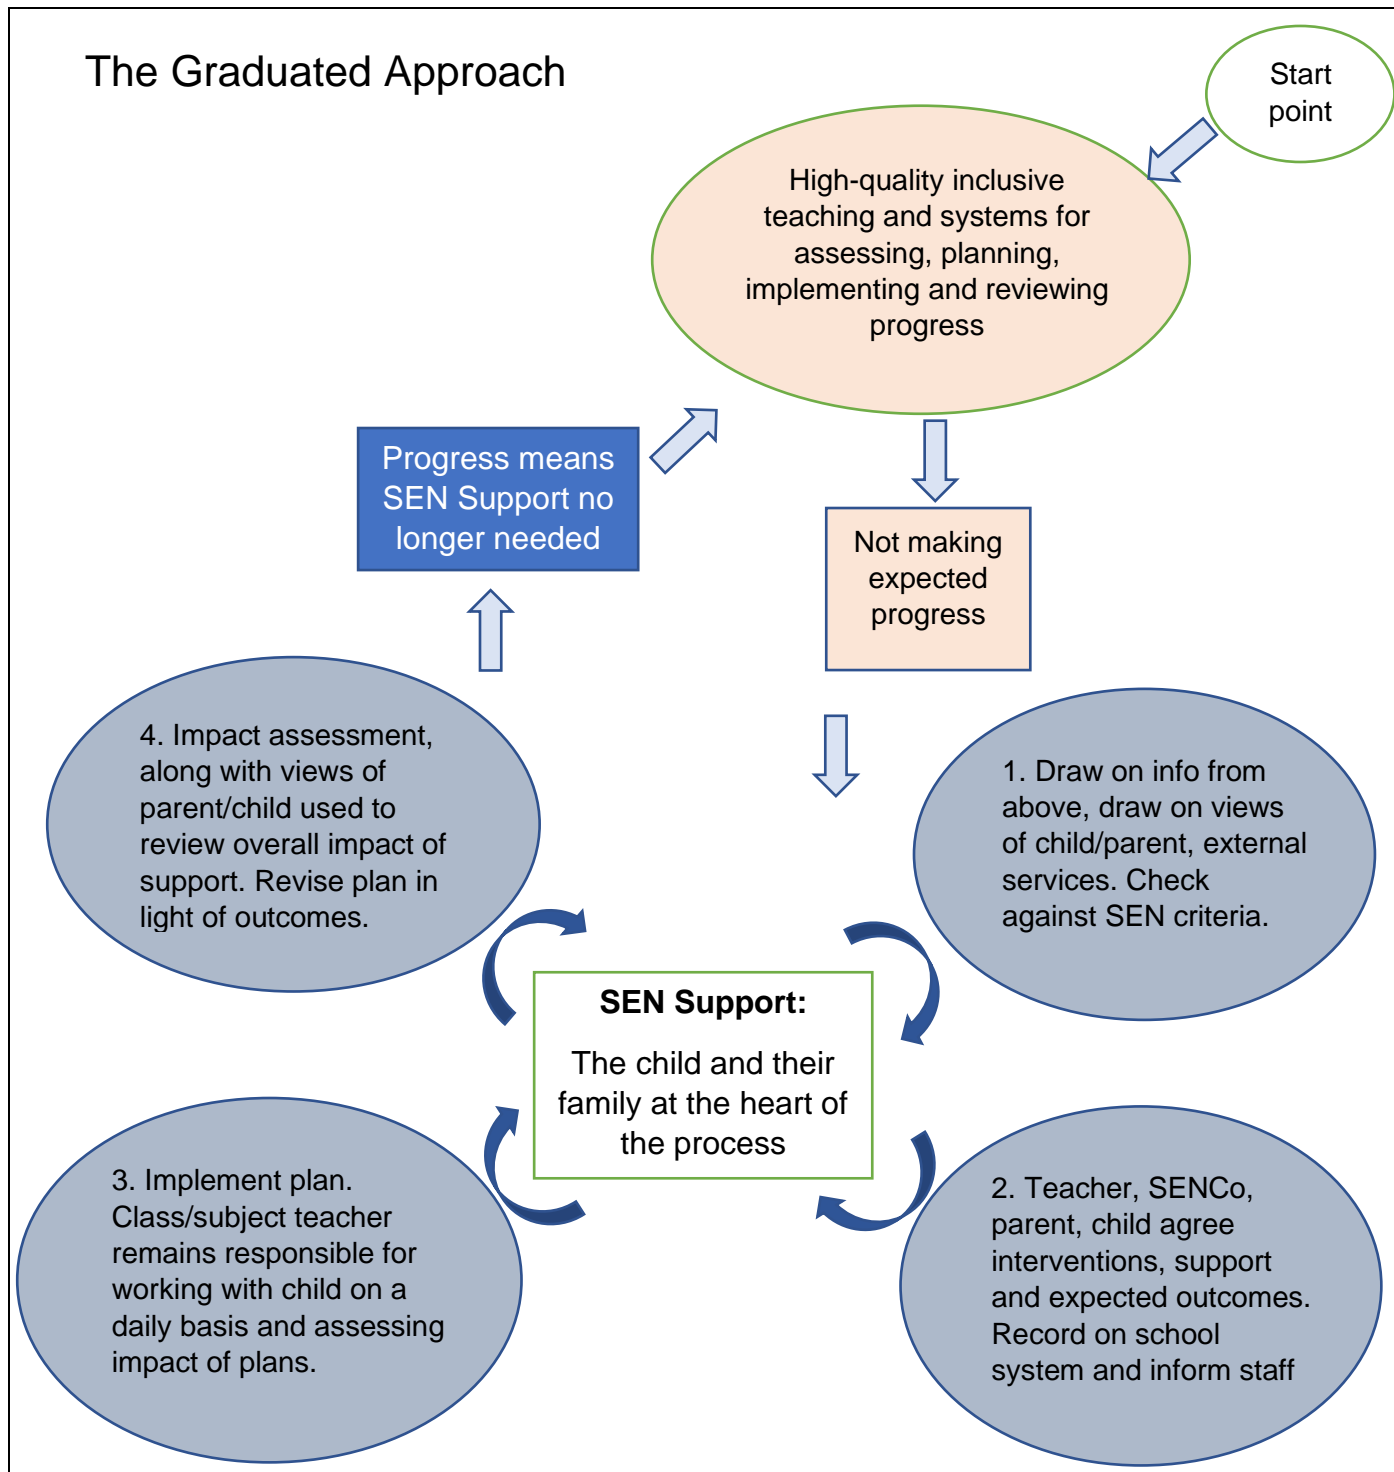 The Graduated Approach
Start
point
High-quality inclusive
teaching and systems for
assessing, planning,
implementing and reviewing
progress
Progress means
SEN Support no
longer needed
Not making
expected
progress
4. Impact assessment,
along with views of
parent/child used to
review overall impact of
support. Revise plan in
light of outcomes.
1. Draw on info from
above, draw on views
of child/parent, external
services. Check
against SEN criteria.
SEN Support:
The child and their
family at the heart of
the process
3. Implement plan.
Class/subject teacher
remains responsible for
working with child on a
daily basis and assessing
impact of plans.
2. Teacher, SENCo,
parent, child agree
interventions, support
and expected outcomes.
Record on school
system and inform staff